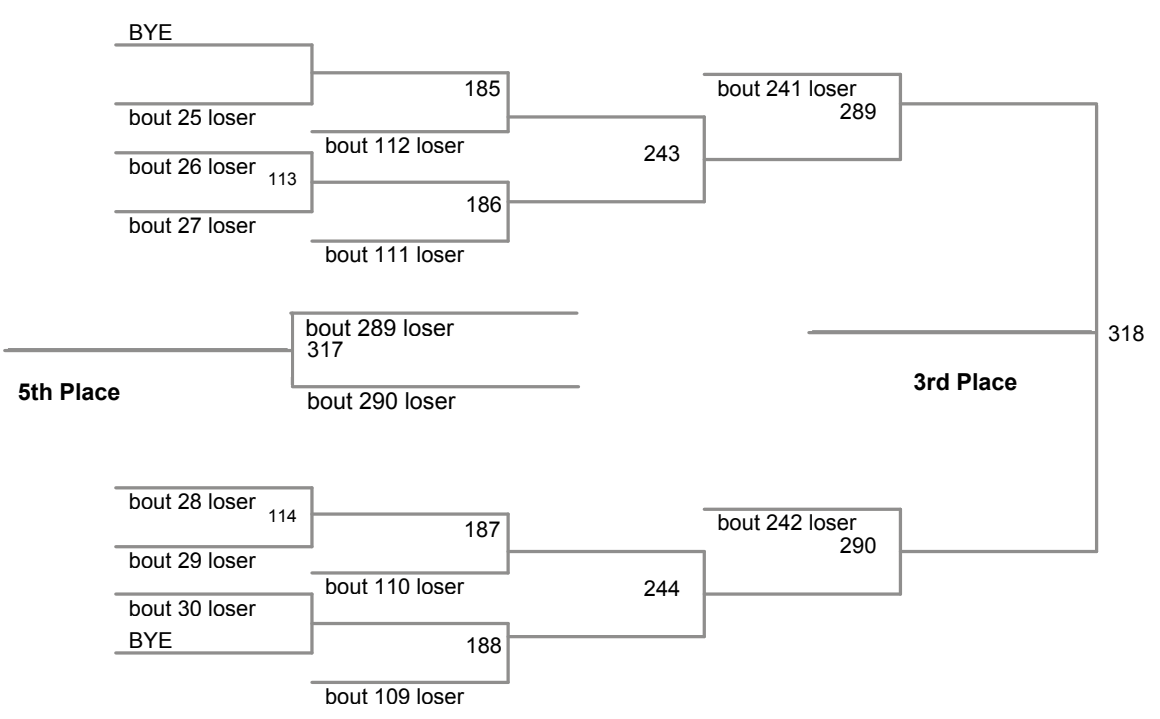 BYE
bout 25 loser
185
bout 112 loser
bout 26 loser
113
bout 27 loser
186
bout 111 loser
243
bout 241 loser
289
bout 289 loser
317
bout 290 loser
5th Place
3rd Place
318
bout 28 loser
114
bout 29 loser
187
bout 110 loser
bout 30 loser
BYE
188
bout 109 loser
244
bout 242 loser
290